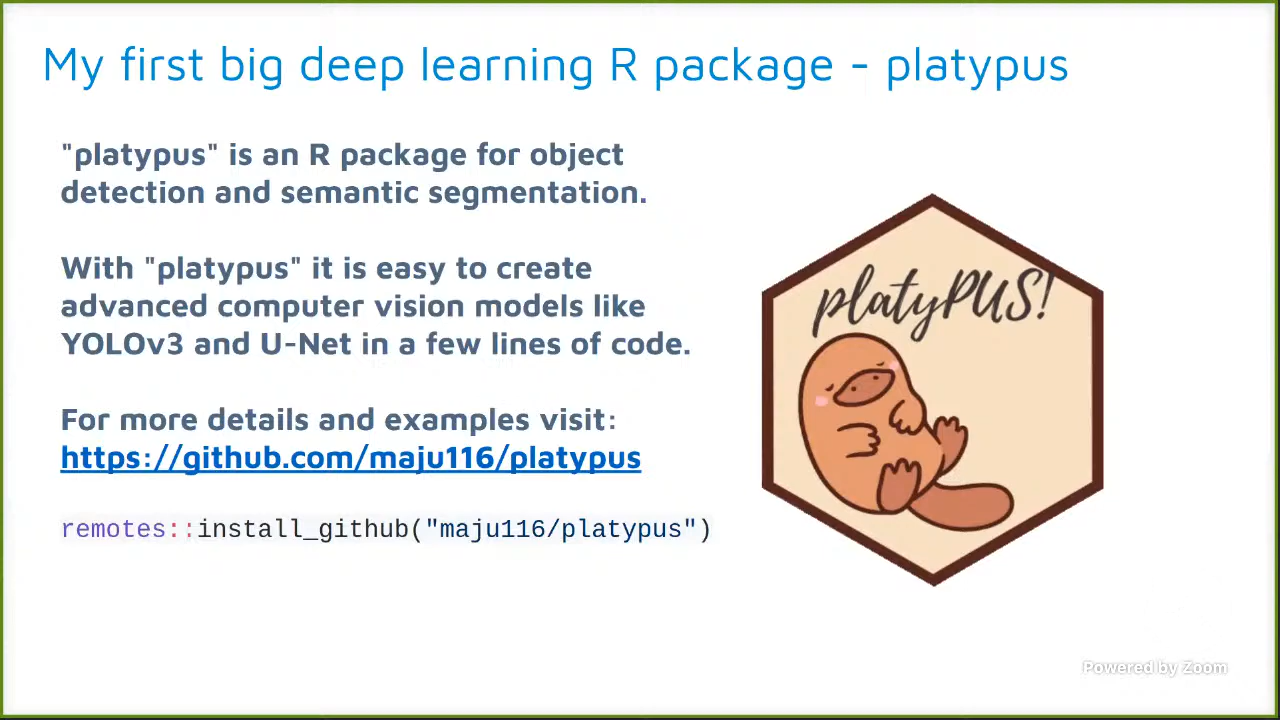 My first big deep learning R package - platypus
"platypus" is an R package for object
detection and semantic segmentation.
With "platypus" it is easy to create
advanced computer vision models like
YOLOv3 and U-Net in a few lines of code.
For more details and examples visit:
https://github.com/maju116/platypus
remotes::install_github("maju116/platypus")
platyPUS!
Powered by Zoom